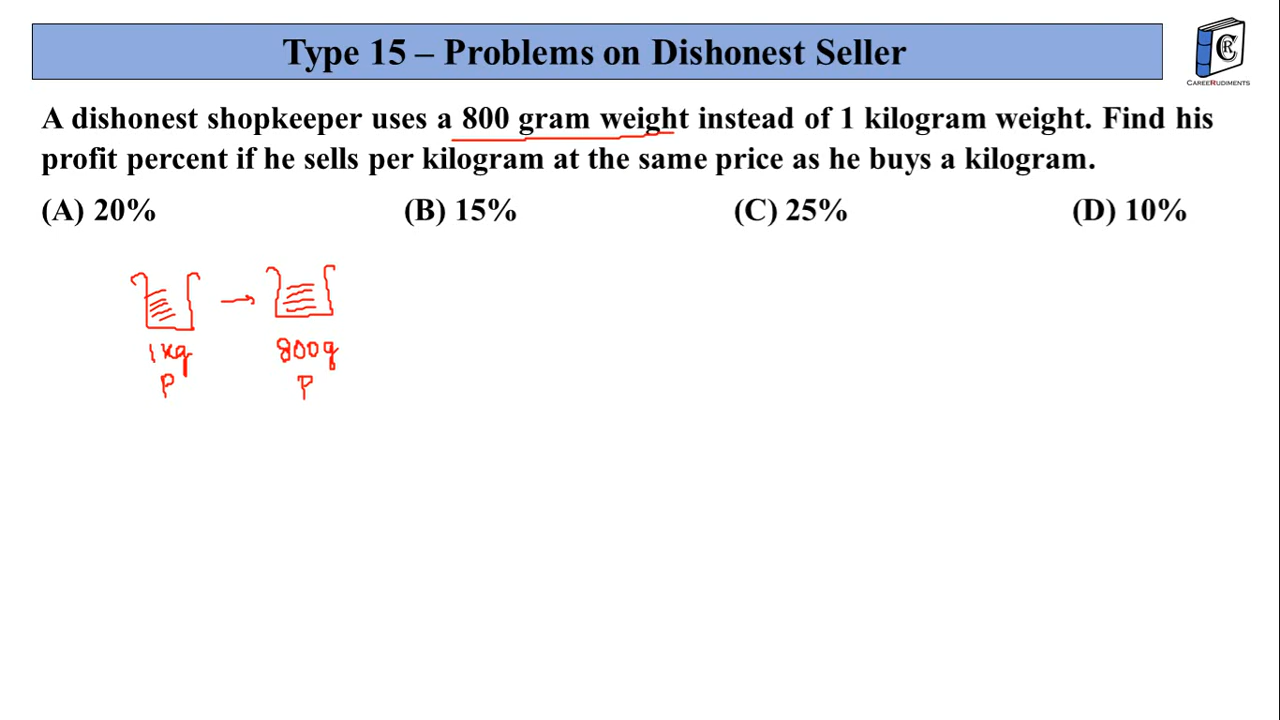 Type 15 – Problems on Dishonest Seller
CR
CAREERUDIMENTS
A dishonest shopkeeper uses a 800 gram weight instead of 1 kilogram weight. Find his
profit percent if he sells per kilogram at the same price as he buys a kilogram.
(A) 20% (B) 15% (C) 25% (D) 10%
1kg 800g
P P